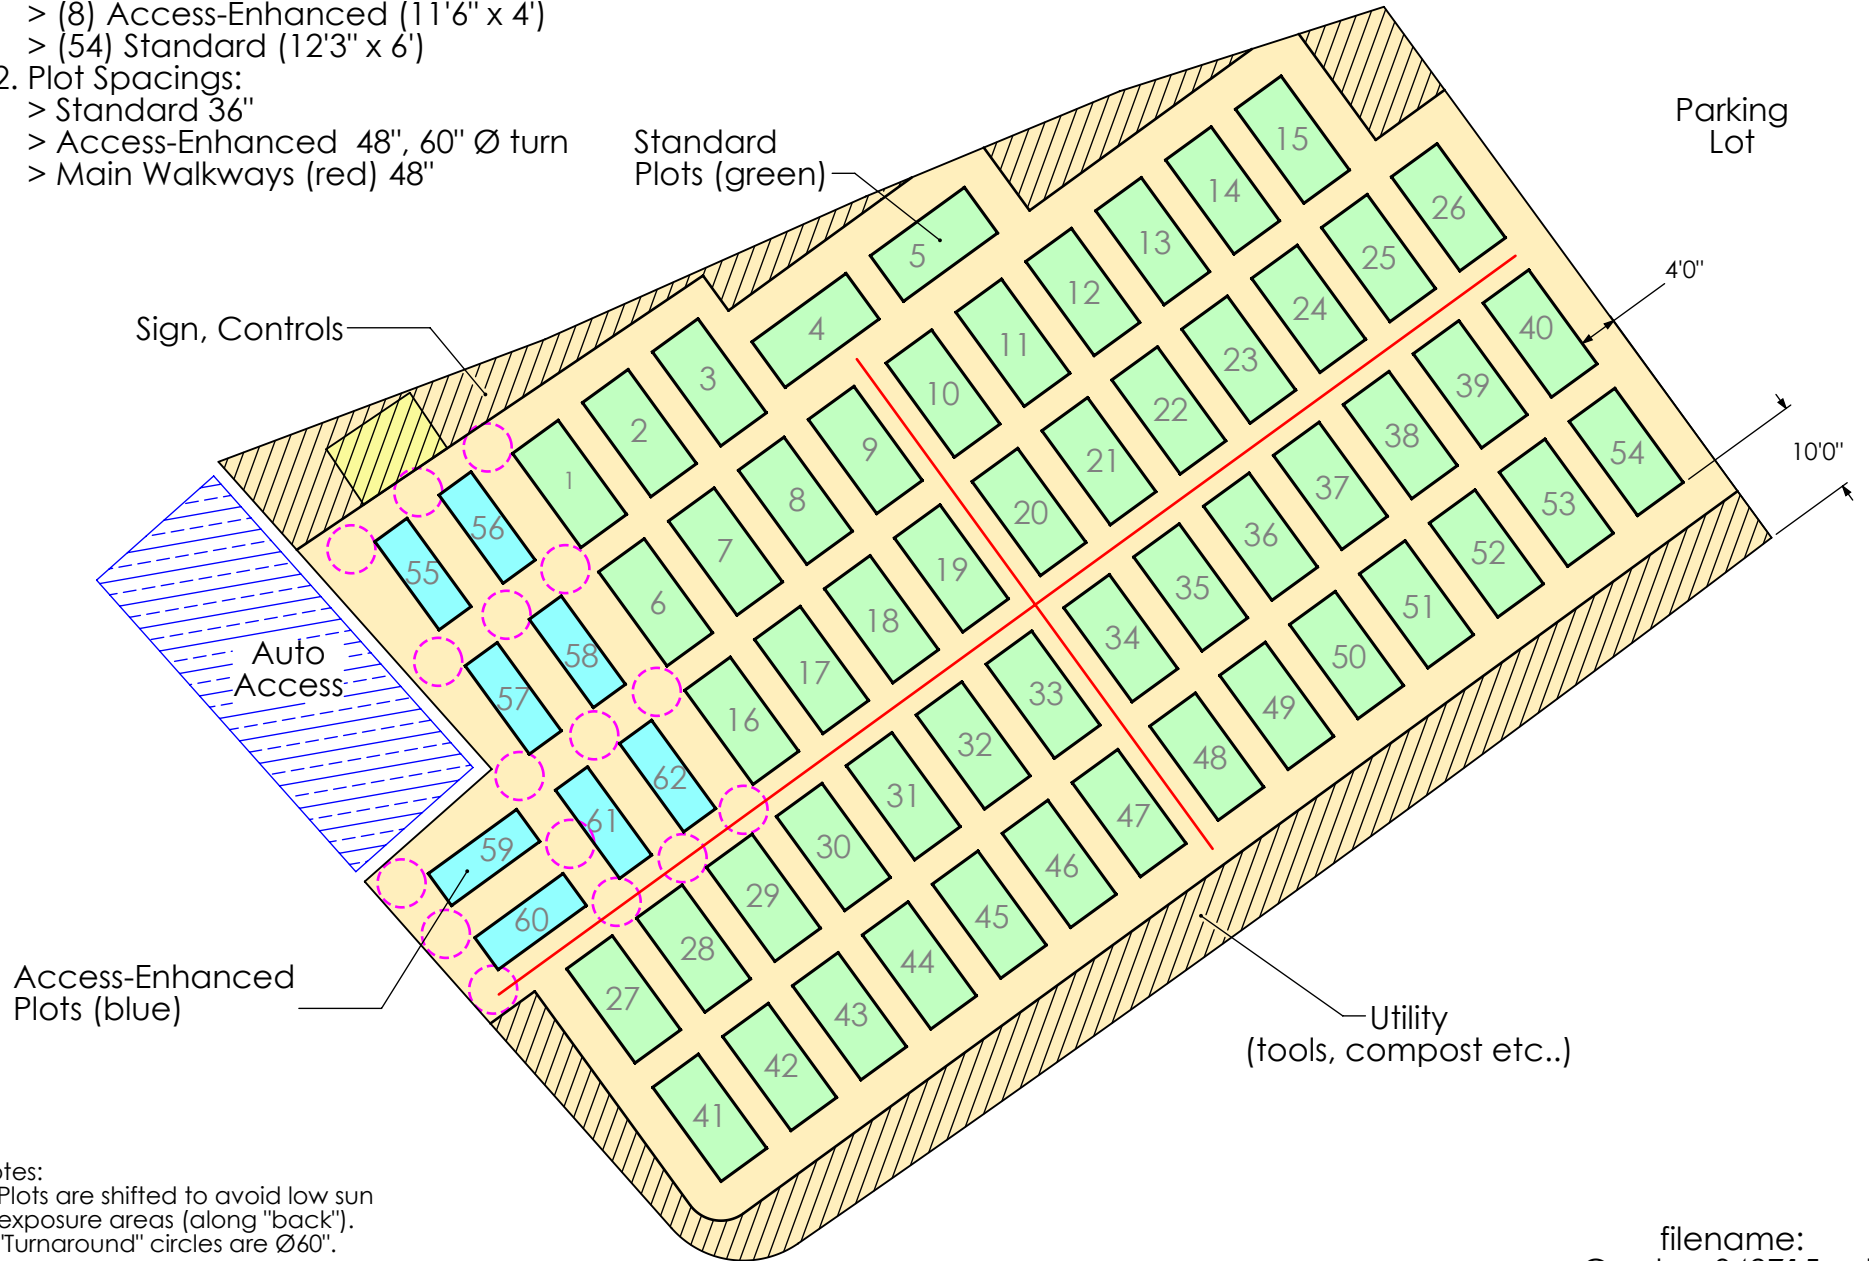 > (8) Access-Enhanced (11'6" x 4')
> (54) Standard (12'3" x 6')
2. Plot Spacings:
> Standard 36"
> Access-Enhanced 48", 60" Ø turn
> Main Walkways (red) 48"
Standard
Plots (green)
Parking
Lot
Sign, Controls
4'0"
10'0"
Auto
Access
Access-Enhanced
Plots (blue)
Utility
(tools, compost etc..)
1
2
3
4
5
6
7
8
9
10
11
12
13
14
15
16
17
18
19
20
21
22
23
24
25
26
27
28
29
30
31
32
33
34
35
36
37
38
39
40
41
42
43
44
45
46
47
48
49
50
51
52
53
54
55
56
57
58
59
60
61
62
otes:
Plots are shifted to avoid low sun
exposure areas (along "back").
"Turnaround" circles are Ø60".
filename: